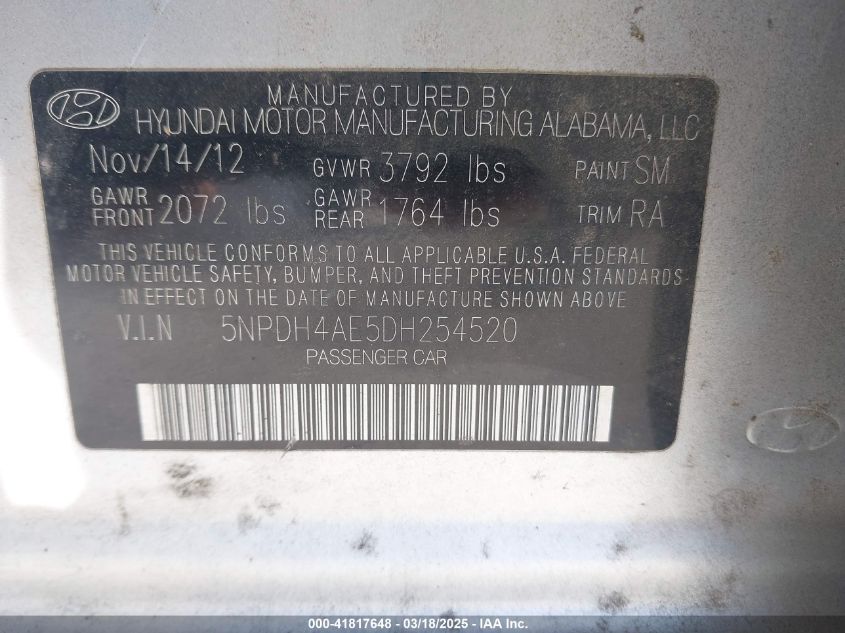 MANUFACTURED BY
HYUNDAI MOTOR MANUFACTURING ALABAMA, LLC
Nov/14/12 GVWR 3792 lbs PAINT SM
GAWR FRONT 2072 lbs GAWR REAR 1764 lbs TRIM RA
THIS VEHICLE CONFORMS TO ALL APPLICABLE U.S.A. FEDERAL
MOTOR VEHICLE SAFETY, BUMPER, AND THEFT PREVENTION STANDARDS
IN EFFECT ON THE DATE OF MANUFACTURE SHOWN ABOVE
V.I.N 5NPDH4AE5DH254520
PASSENGER CAR
000-41817648 - 03/18/2025 - IAA Inc.